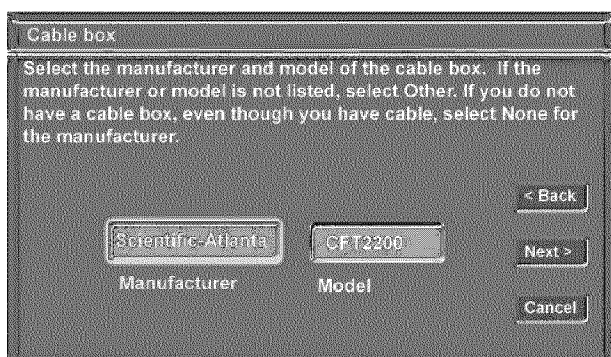 Cable box
Select the manufacturer and model of the cable box. If the
manufacturer or model is not listed, select Other. If you do not
have a cable box, even though you have cable, select None for
the manufacturer.
< Back
Scientific-Atlanta
CFT2200
Next >
Manufacturer
Model
Cancel